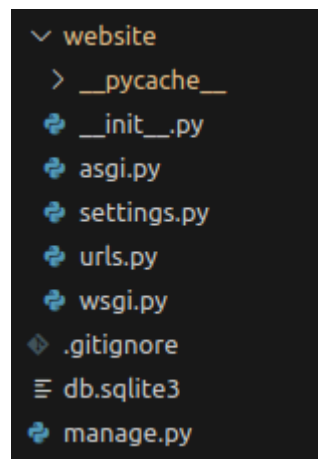 website
__pycache__
__init__.py
asgi.py
settings.py
urls.py
wsgi.py
.gitignore
db.sqlite3
manage.py